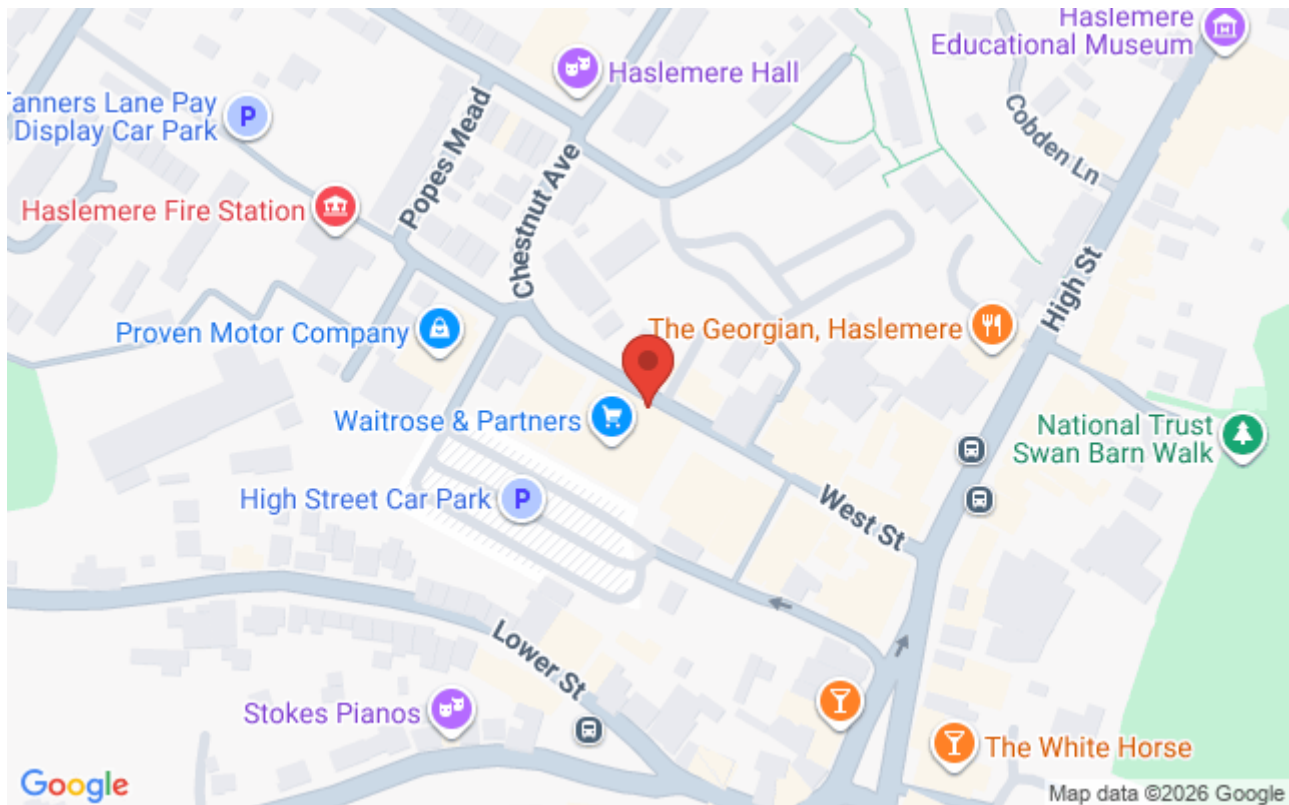 Haslemere
Educational Museum
Haslemere Hall
Tanners Lane Pay
Display Car Park
P
Popes Mead
Cobden Ln
Chestnut Ave
Haslemere Fire Station
High St
Proven Motor Company
The Georgian, Haslemere
Waitrose & Partners
National Trust
Swan Barn Walk
High Street Car Park
P
West St
Lower St
Stokes Pianos
The White Horse
Google
Map data ©2026 Google